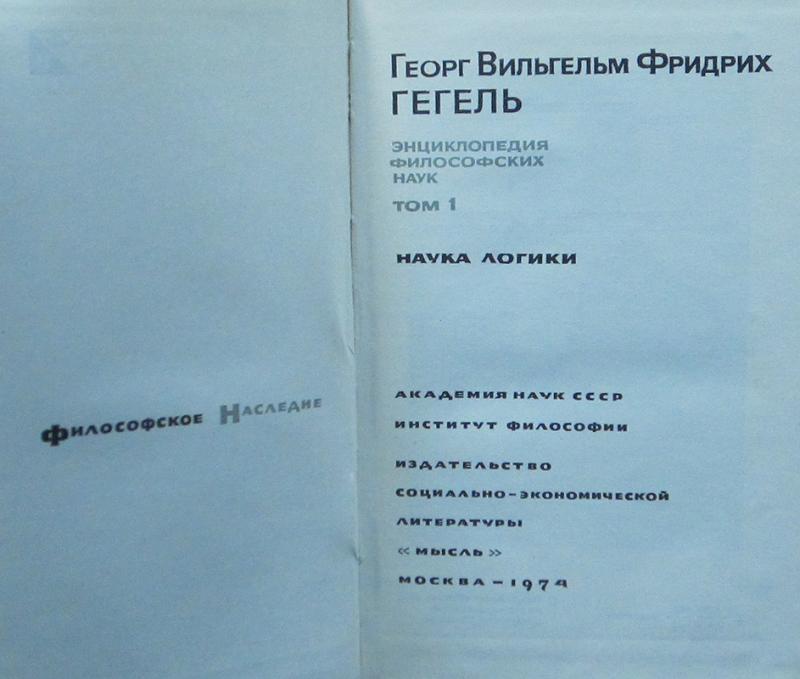 Философское Наследие
Георг Вильгельм Фридрих
ГЕГЕЛЬ
ЭНЦИКЛОПЕДИЯ
ФИЛОСОФСКИХ
НАУК
ТОМ 1
НАУКА ЛОГИКИ
АКАДЕМИЯ НАУК СССР
ИНСТИТУТ ФИЛОСОФИИ
ИЗДАТЕЛЬСТВО
СОЦИАЛЬНО-ЭКОНОМИЧЕСКОЙ
ЛИТЕРАТУРЫ
«МЫСЛЬ»
МОСКВА – 1974